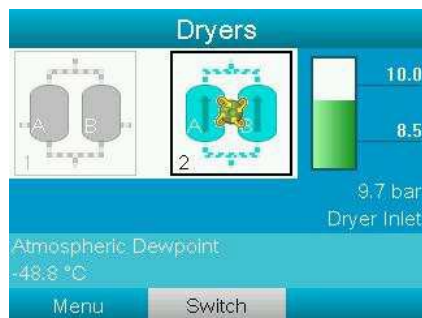 Dryers
A B
1
A
2
10.0
8.5
9.7 bar
Dryer Inlet
Atmospheric Dewpoint
-48.8 °C
Menu Switch